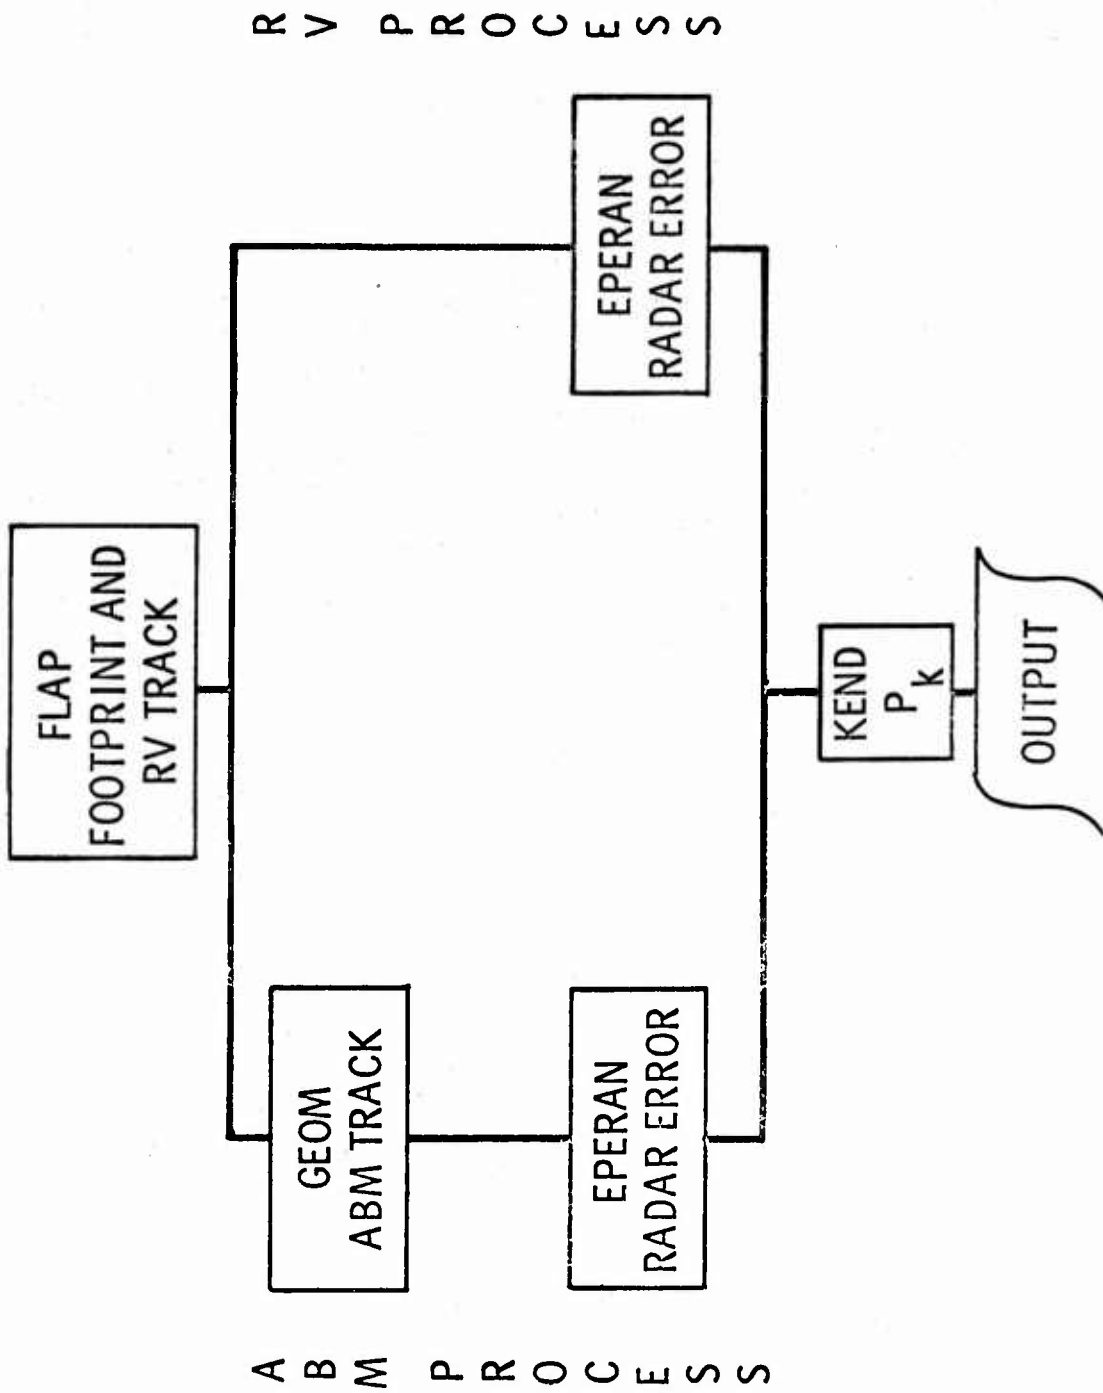 FLAP
FOOTPRINT AND
RV TRACK
GEOM
ABM TRACK
EPERAN
RADAR ERROR
EPERAN
RADAR ERROR
KEND
Pk
OUTPUT
ABM PROCESS
RV PROCESS